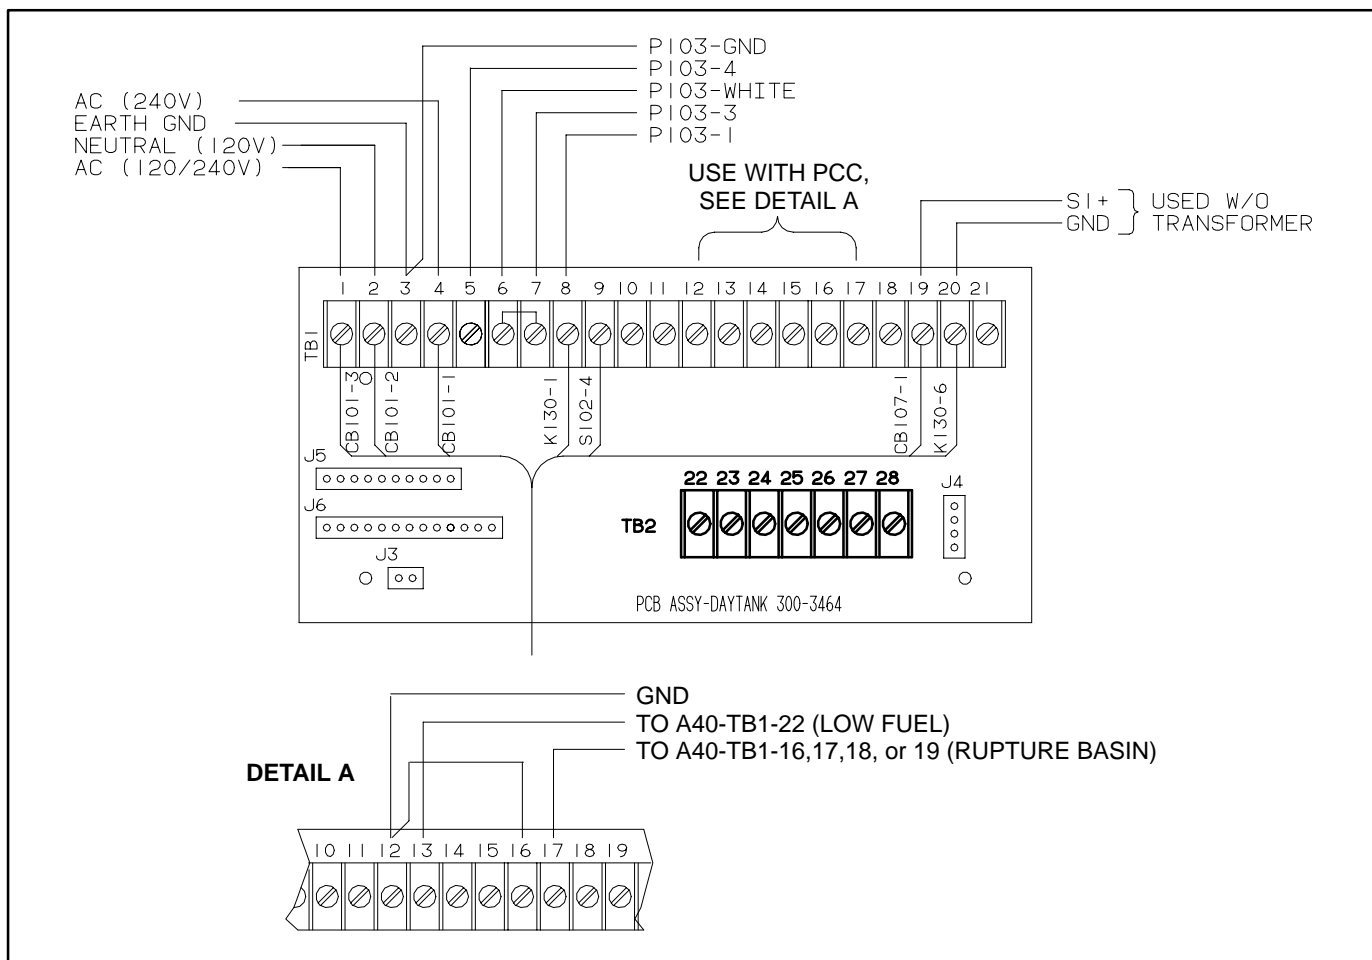 P103-GND
P103-4
P103-WHITE
P103-3
P103-1
AC (240V)
EARTH GND
NEUTRAL (120V)
AC (120/240V)
USE WITH PCC,
SEE DETAIL A
S1+
GND
USED W/O
TRANSFORMER
1 2 3 4 5 6 7 8 9 10 11 12 13 14 15 16 17 18 19 20 21
TB1
CB101-3
CB101-2
CB101-1
K130-1
S102-4
CB107-1
K130-6
J5
J6
J3
22 23 24 25 26 27 28
TB2
J4
PCB ASSY-DAYTANK 300-3464
GND
TO A40-TB1-22 (LOW FUEL)
TO A40-TB1-16,17,18, or 19 (RUPTURE BASIN)
DETAIL A
10 11 12 13 14 15 16 17 18 19